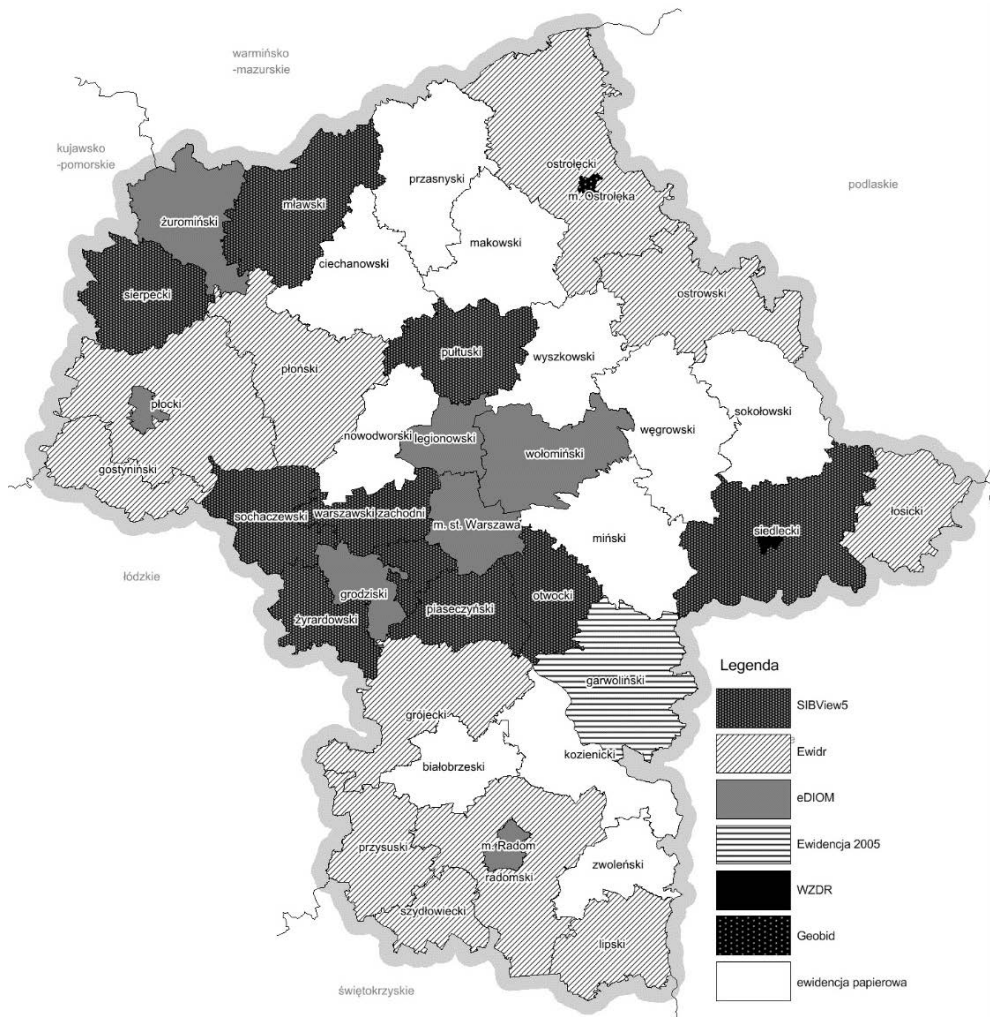 warmińsko
-mazurskie
kujawsko
-pomorskie
podlaskie
ostrołęcki
m. Ostrołęka
przasnyski
mławski
żuromiński
makowski
ciechanowski
sierpecki
ostrowski
pułtuski
wyszkowski
płoński
płocki
sokołowski
nowodworski
legionowski
węgrowski
wołomiński
gostyniński
sochaczewski
warszawski zachodni
m. st. Warszawa
siedlecki
łosicki
miński
łódzkie
grodziski
żyrardowski
piaseczyński
otwocki
garwoliński
grójecki
kozienicki
białobrzeski
przysuski
m. Radom
radomski
zwoleński
szydłowiecki
lipski
świętokrzyskie
Legenda
SIBView5
Ewidr
eDIOM
Ewidencja 2005
WZDR
Geobid
ewidencja papierowa